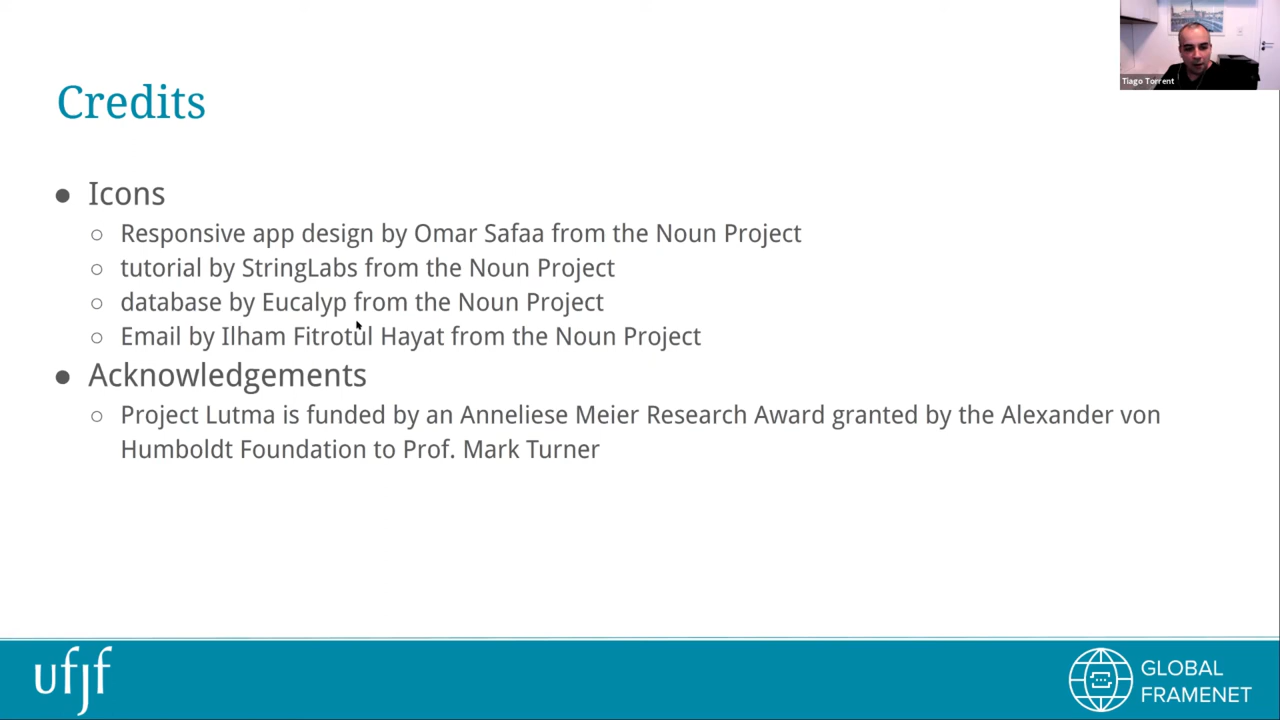 Tiago Torrent
Credits
● Icons
○ Responsive app design by Omar Safaa from the Noun Project
○ tutorial by StringLabs from the Noun Project
○ database by Eucalyp from the Noun Project
○ Email by Ilham Fitrotul Hayat from the Noun Project
● Acknowledgements
○ Project Lutma is funded by an Anneliese Meier Research Award granted by the Alexander von
Humboldt Foundation to Prof. Mark Turner
ufjf
GLOBAL
FRAMENET